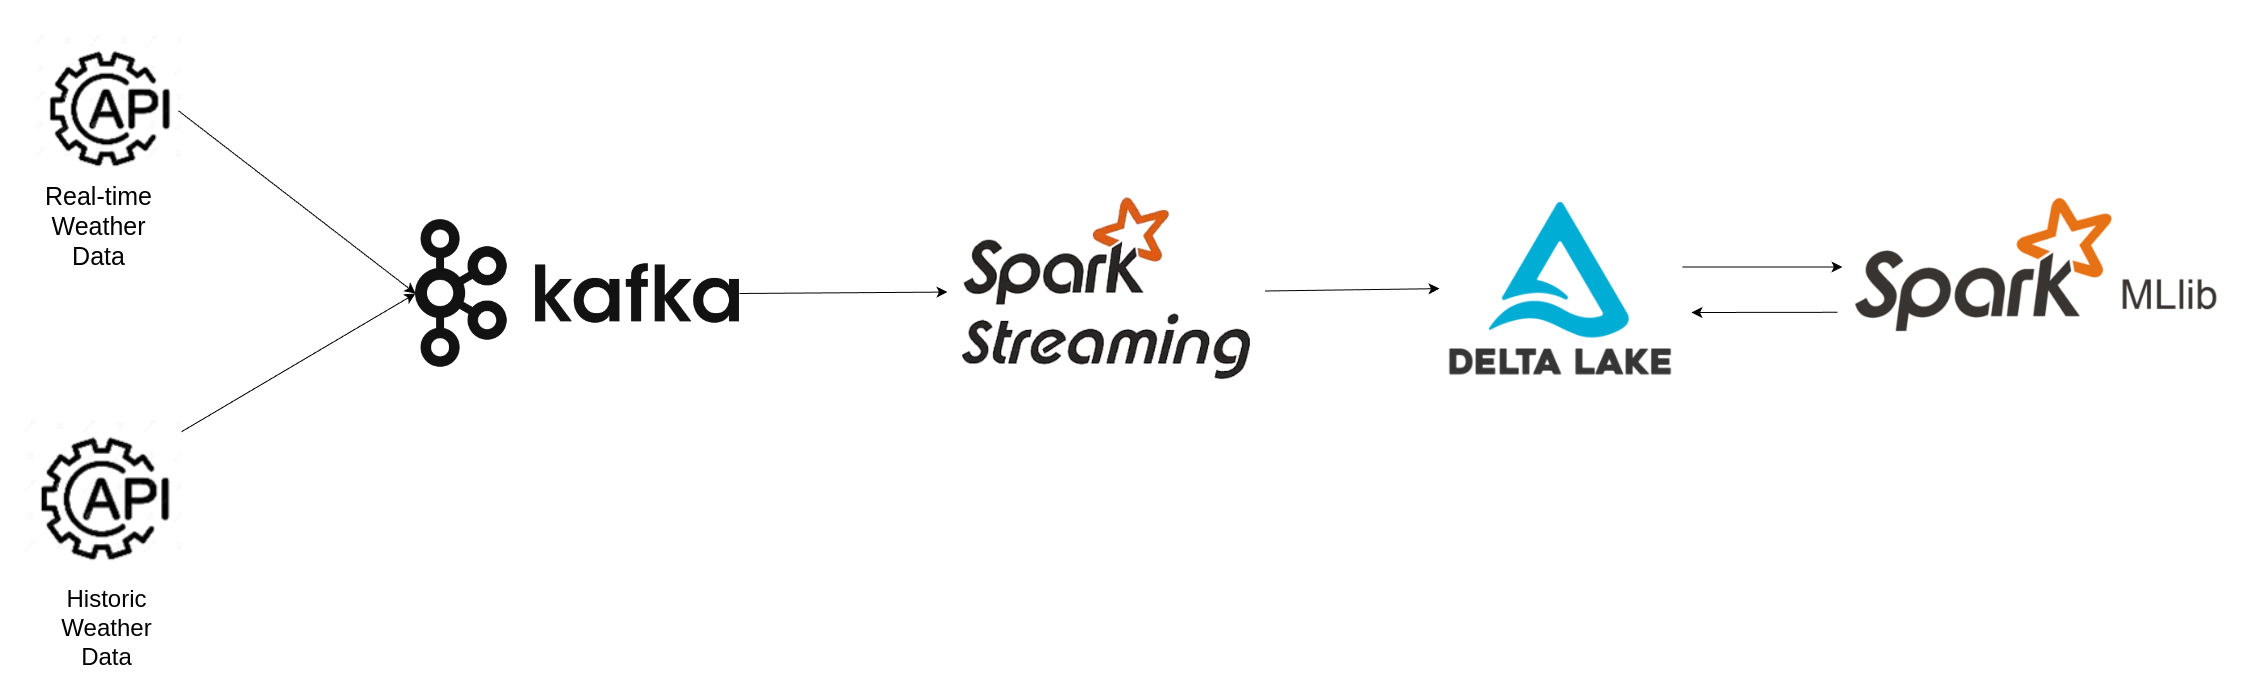 API
Real-time
Weather
Data
kafka
Spark
Streaming
DELTA LAKE
Spark MLlib
API
Historic
Weather
Data